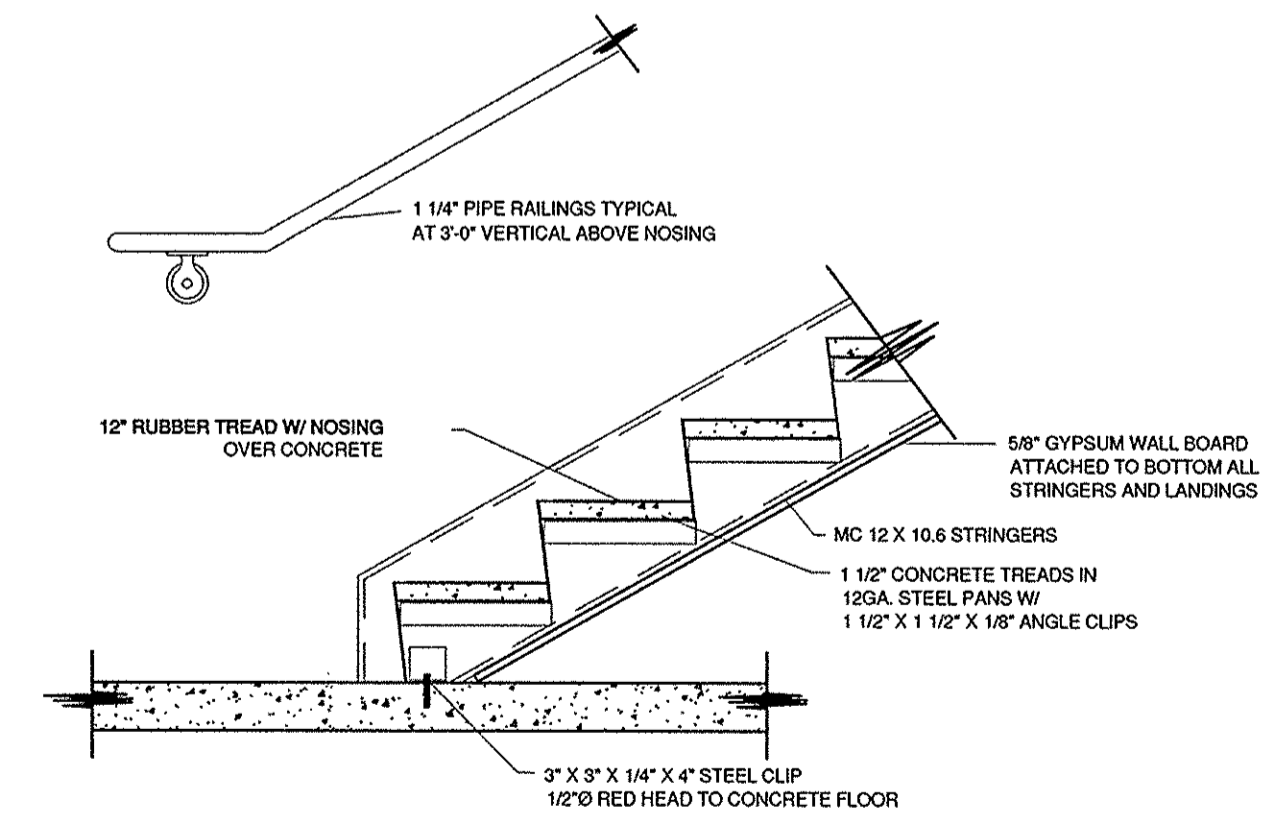 1 1/4" PIPE RAILINGS TYPICAL
AT 3'-0" VERTICAL ABOVE NOSING
12" RUBBER TREAD W/ NOSING
OVER CONCRETE
5/8" GYPSUM WALL BOARD
ATTACHED TO BOTTOM ALL
STRINGERS AND LANDINGS
MC 12 X 10.6 STRINGERS
1 1/2" CONCRETE TREADS IN
12GA. STEEL PANS W/
1 1/2" X 1 1/2" X 1/8" ANGLE CLIPS
3" X 3" X 1/4" X 4" STEEL CLIP
1/2"Ø RED HEAD TO CONCRETE FLOOR